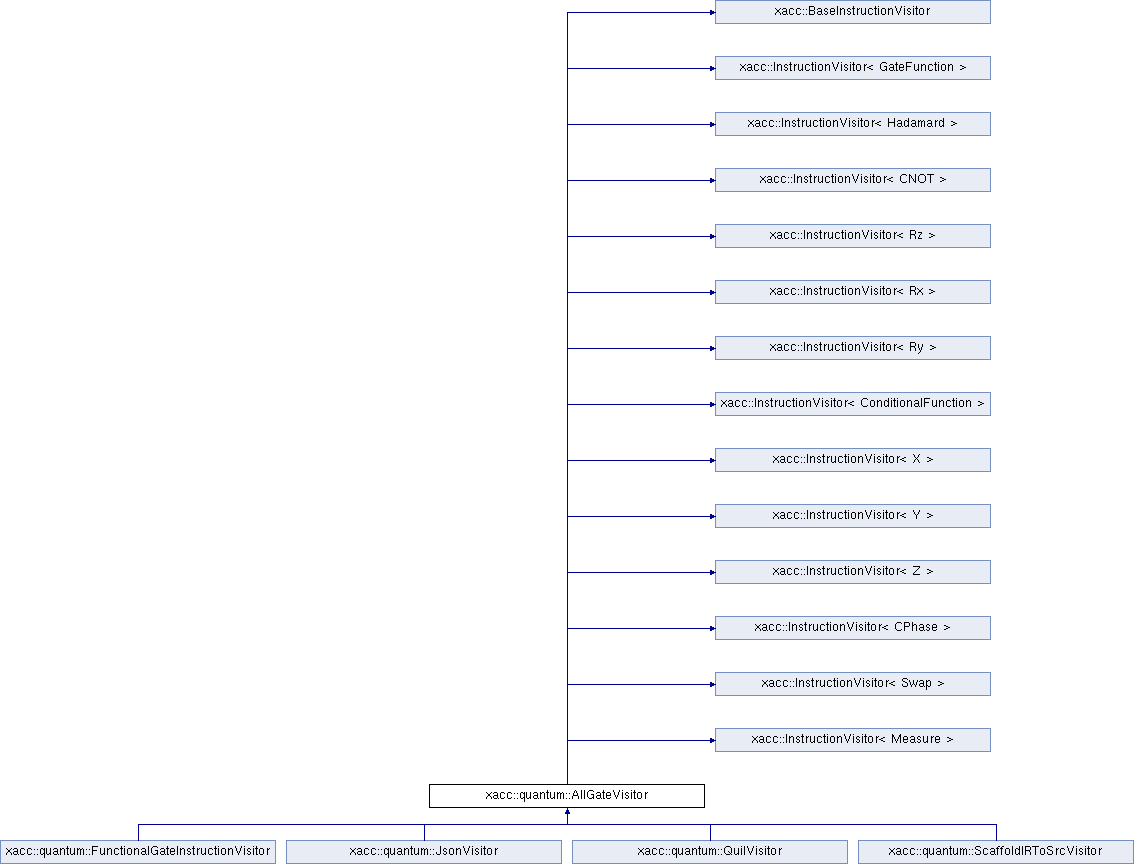 xacc::BaseInstructionVisitor
xacc::InstructionVisitor< GateFunction >
xacc::InstructionVisitor< Hadamard >
xacc::InstructionVisitor< CNOT >
xacc::InstructionVisitor< Rz >
xacc::InstructionVisitor< Rx >
xacc::InstructionVisitor< Ry >
xacc::InstructionVisitor< ConditionalFunction >
xacc::InstructionVisitor< X >
xacc::InstructionVisitor< Y >
xacc::InstructionVisitor< Z >
xacc::InstructionVisitor< CPhase >
xacc::InstructionVisitor< Swap >
xacc::InstructionVisitor< Measure >
xacc::quantum::AllGateVisitor
xacc::quantum::FunctionalGateInstructionVisitor
xacc::quantum::JsonVisitor
xacc::quantum::QuilVisitor
xacc::quantum::ScaffoldIRToSrcVisitor